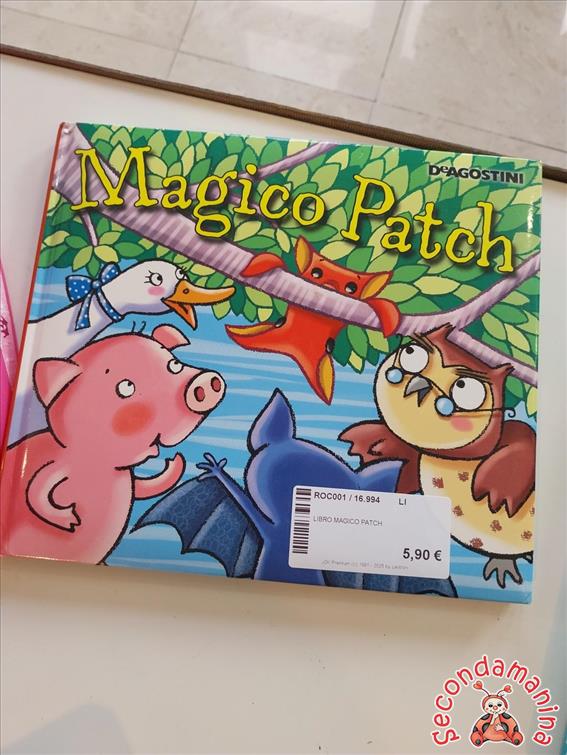 DeAGOSTINI
Magico Patch
ROC001 / 16.994 LI
LIBRO MAGICO PATCH
5,90 €
Secondamanina